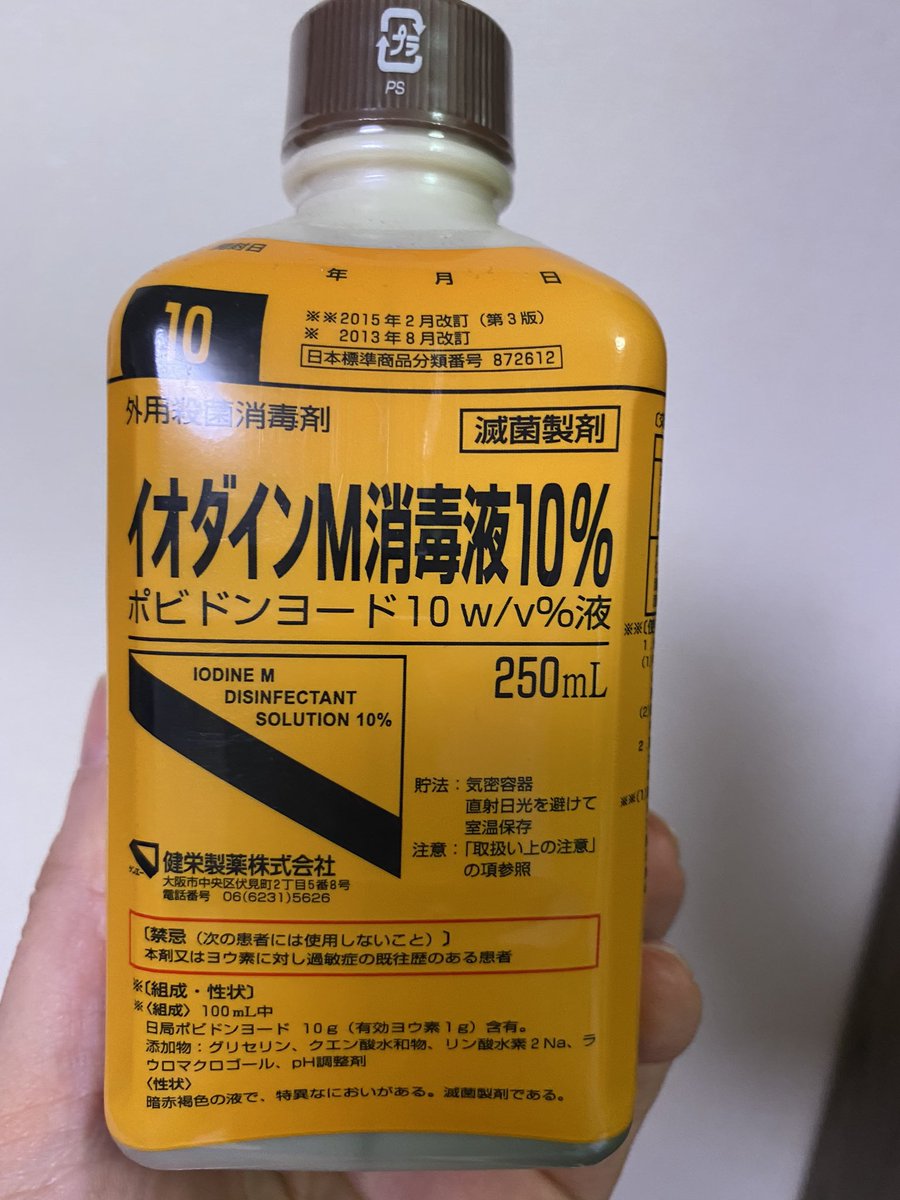 プラ
PS
開封日
年 月 日
10
※※2015年2月改訂（第3版）
※ 2013年8月改訂
日本標準商品分類番号 872612
外用殺菌消毒剤
滅菌製剤
イオダインM消毒液10%
ポビドンヨード10w/v%液
250mL
IODINE M
DISINFECTANT
SOLUTION 10%
貯法：気密容器
直射日光を避けて
室温保存
注意：「取扱い上の注意」
の項参照
ケンエー
健栄製薬株式会社
大阪市中央区伏見町2丁目5番8号
電話番号 06(6231)5626
〔禁忌（次の患者には使用しないこと）〕
本剤又はヨウ素に対し過敏症の既往歴のある患者
※〔組成・性状〕
※〈組成〉100mL中
日局ポビドンヨード 10g（有効ヨウ素1g）含有。
添加物：グリセリン、クエン酸水和物、リン酸水素2Na、ラ
ウロマクロゴール、pH調整剤
〈性状〉
暗赤褐色の液で、特異なにおいがある。滅菌製剤である。